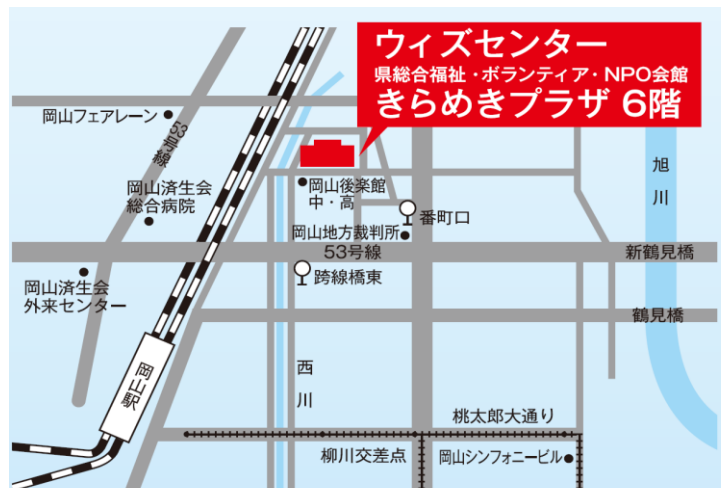 ウィズセンター
県総合福祉・ボランティア・NPO会館
きらめきプラザ 6階
岡山フェアレーン
53号線
旭川
岡山済生会
総合病院
岡山後楽館
中・高
番町口
岡山地方裁判所
53号線
新鶴見橋
岡山済生会
外来センター
跨線橋東
鶴見橋
岡山駅
西川
桃太郎大通り
柳川交差点
岡山シンフォニービル